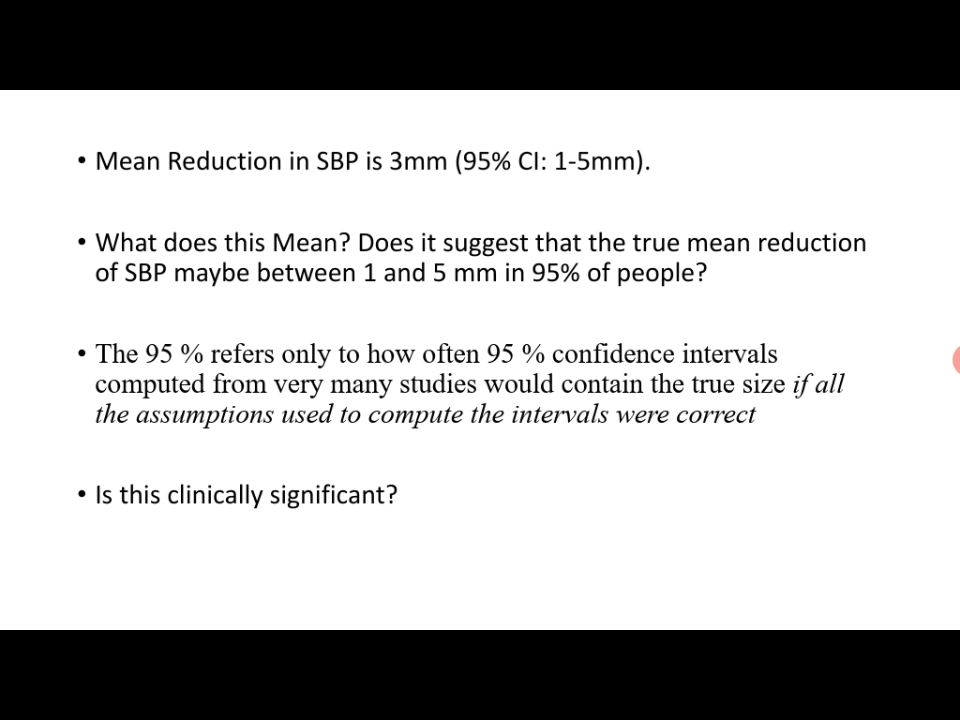 • Mean Reduction in SBP is 3mm (95% CI: 1-5mm).
• What does this Mean? Does it suggest that the true mean reduction
of SBP maybe between 1 and 5 mm in 95% of people?
• The 95 % refers only to how often 95 % confidence intervals
computed from very many studies would contain the true size if all
the assumptions used to compute the intervals were correct
• Is this clinically significant?